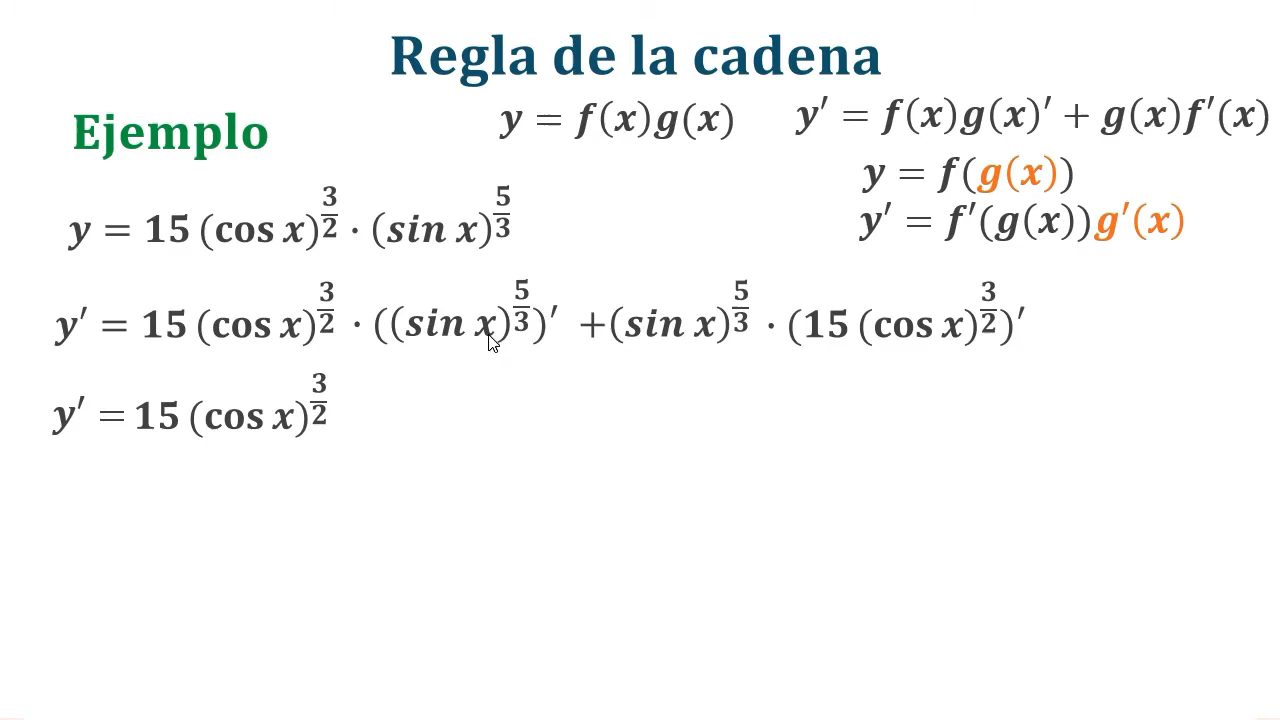 Regla de la cadena
Ejemplo
y = f(x)g(x)   y′ = f(x)g(x)′ + g(x)f′(x)
y = f(g(x))
y′ = f′(g(x))g′(x)
y = 15 (cos x)^(3/2) · (sin x)^(5/3)
y′ = 15 (cos x)^(3/2) · ((sin x)^(5/3))′ +(sin x)^(5/3) · (15 (cos x)^(3/2))′
y′ = 15 (cos x)^(3/2)